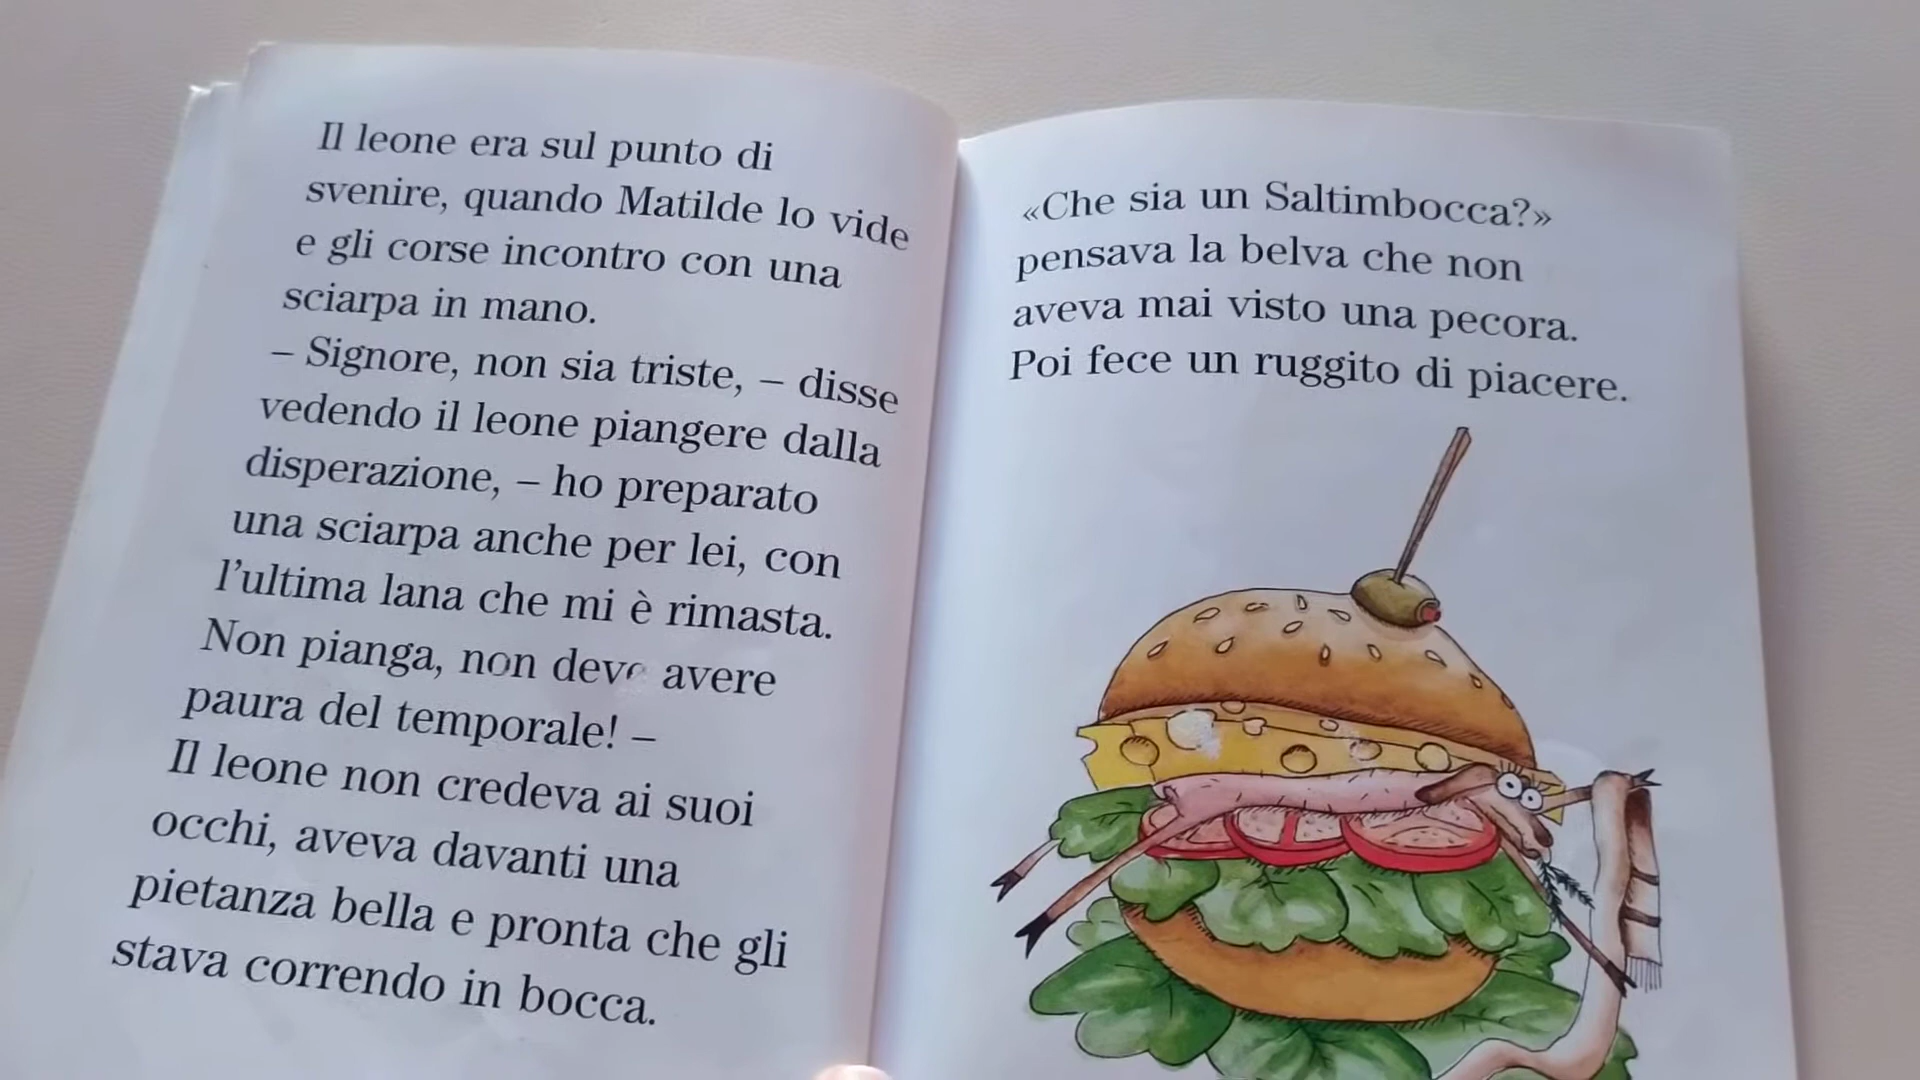 Il leone era sul punto di
svenire, quando Matilde lo vide
e gli corse incontro con una
sciarpa in mano.
– Signore, non sia triste, – disse
vedendo il leone piangere dalla
disperazione, – ho preparato
una sciarpa anche per lei, con
l’ultima lana che mi è rimasta.
Non pianga, non deve avere
paura del temporale! –
Il leone non credeva ai suoi
occhi, aveva davanti una
pietanza bella e pronta che gli
stava correndo in bocca.
«Che sia un Saltimbocca?»
pensava la belva che non
aveva mai visto una pecora.
Poi fece un ruggito di piacere.